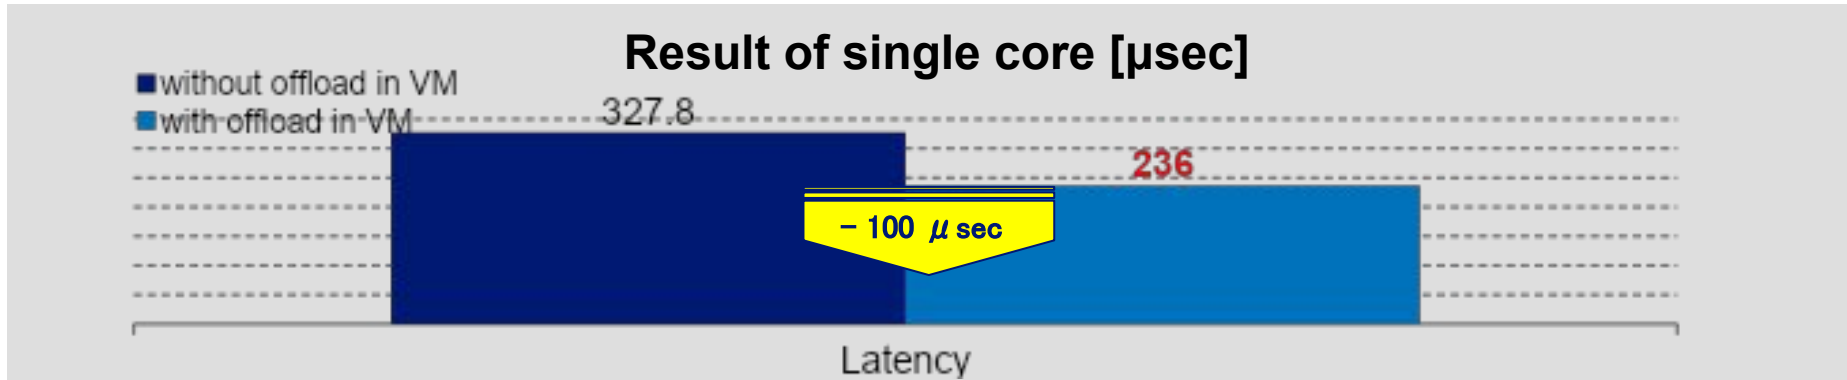 Result of single core [µsec]
without offload in VM
with offload in VM
327.8
236
− 100 μ sec
Latency